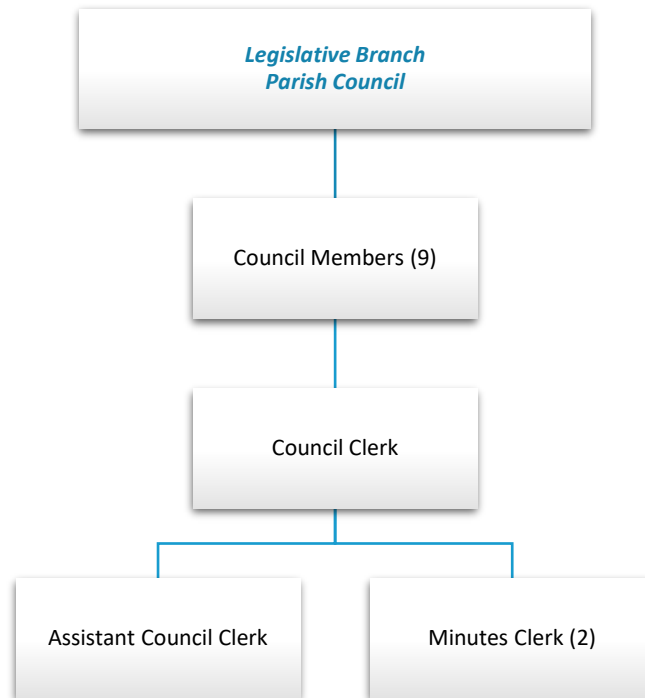 Legislative Branch
Parish Council
Council Members (9)
Council Clerk
Assistant Council Clerk
Minutes Clerk (2)